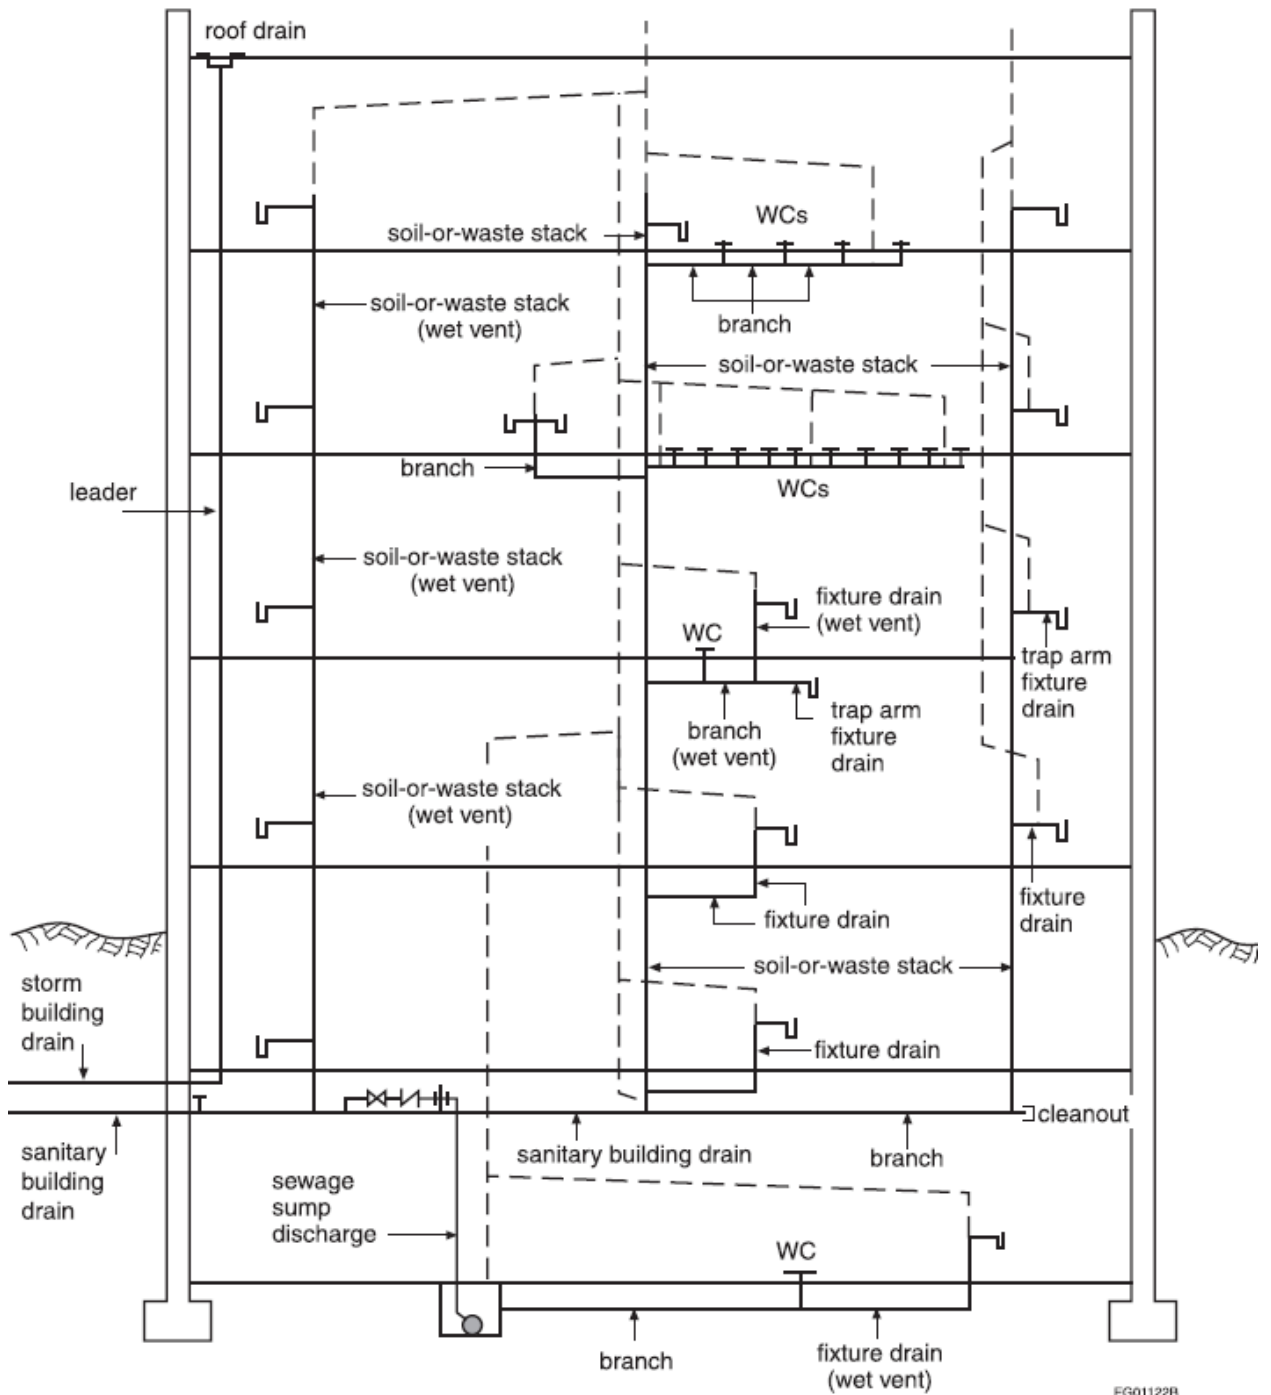 roof drain
WCs
soil-or-waste stack
soil-or-waste stack
(wet vent)
branch
soil-or-waste stack
branch
WCs
leader
soil-or-waste stack
(wet vent)
fixture drain
(wet vent)
WC
trap arm
fixture
drain
trap arm
fixture
drain
branch
(wet vent)
soil-or-waste stack
(wet vent)
fixture
drain
fixture drain
soil-or-waste stack
storm
building
drain
fixture drain
cleanout
sanitary
building
drain
sanitary building drain
branch
sewage
sump
discharge
WC
branch
fixture drain
(wet vent)
EG01122B